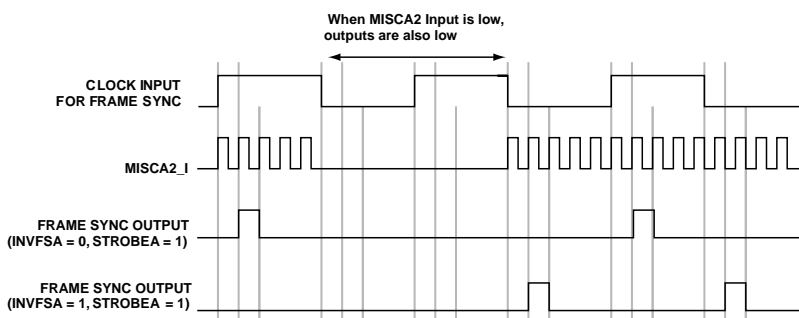 When MISCA2 Input is low,
outputs are also low
CLOCK INPUT
FOR FRAME SYNC
MISCA2_I
FRAME SYNC OUTPUT
(INVFSA = 0, STROBEA = 1)
FRAME SYNC OUTPUT
(INVFSA = 1, STROBEA = 1)